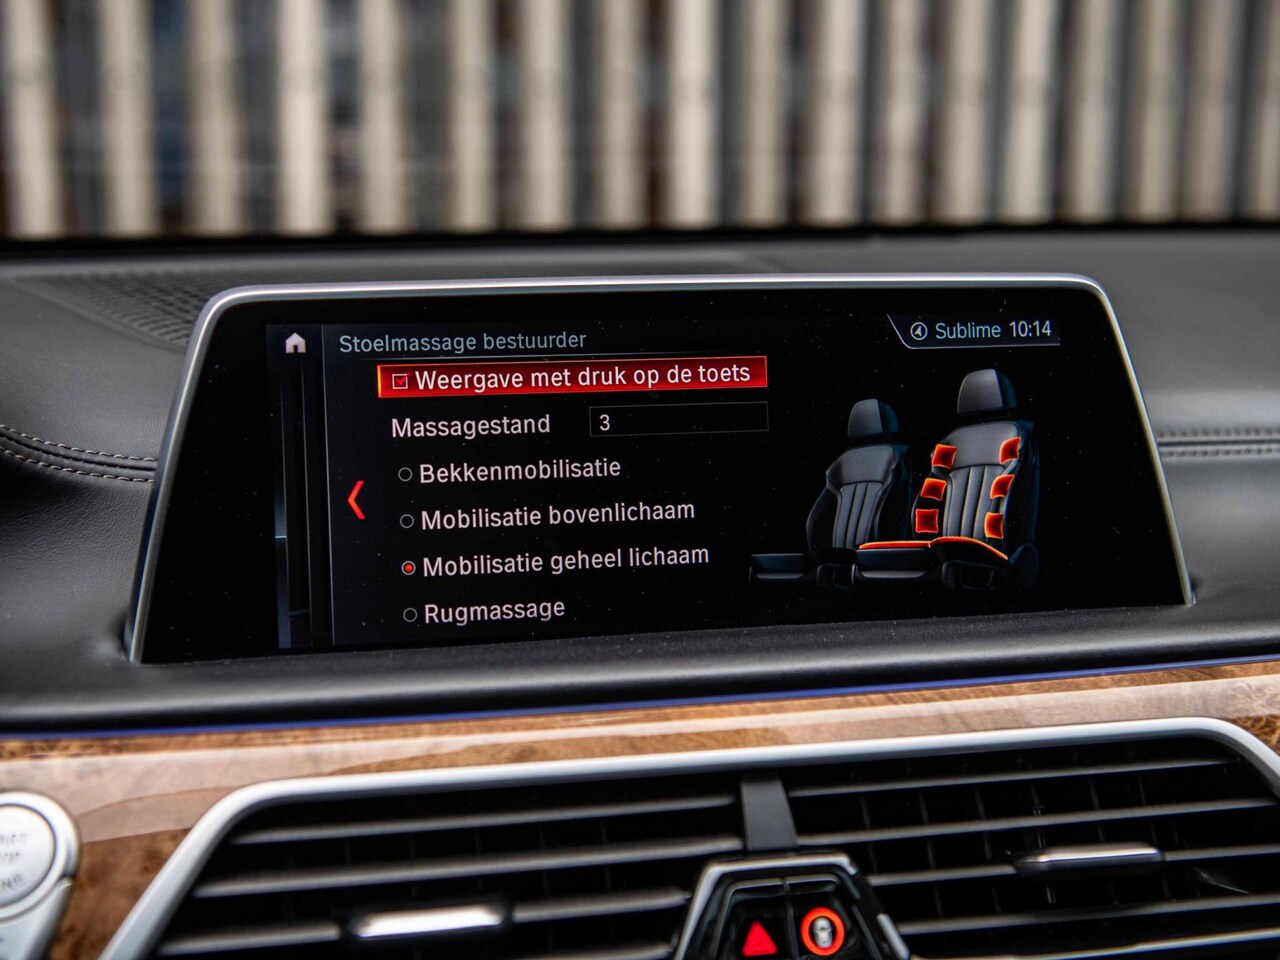 Stoelmassage bestuurder
Sublime 10:14
Weergave met druk op de toets
Massagestand 3
Bekkenmobilisatie
Mobilisatie bovenlichaam
Mobilisatie geheel lichaam
Rugmassage